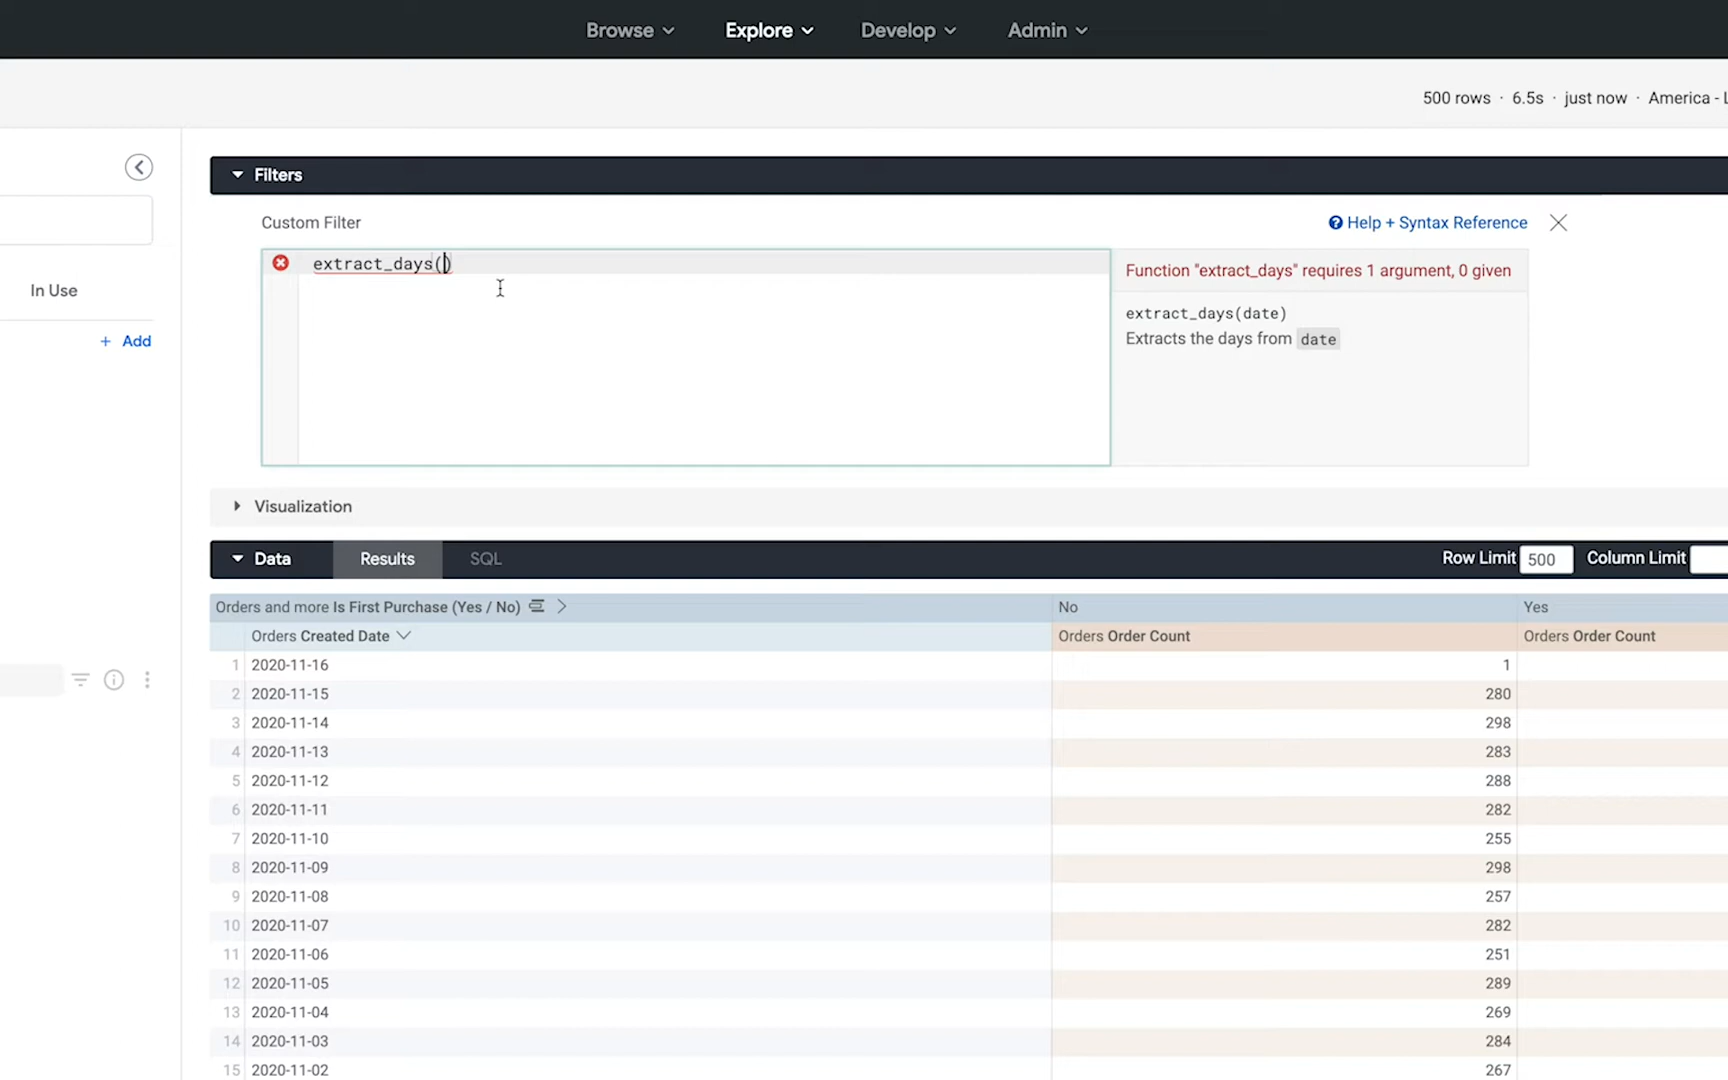 Browse Explore Develop Admin
500 rows · 6.5s · just now · America -
Filters
Custom Filter
Help + Syntax Reference
extract_days()
Function "extract_days" requires 1 argument, 0 given
extract_days(date)
Extracts the days from date
In Use
+ Add
Visualization
Data Results SQL Row Limit 500 Column Limit
Orders and more Is First Purchase (Yes / No) No Yes
Orders Created Date Orders Order Count Orders Order Count
1 2020-11-16 1
2 2020-11-15 280
3 2020-11-14 298
4 2020-11-13 283
5 2020-11-12 288
6 2020-11-11 282
7 2020-11-10 255
8 2020-11-09 298
9 2020-11-08 257
10 2020-11-07 282
11 2020-11-06 251
12 2020-11-05 289
13 2020-11-04 269
14 2020-11-03 284
15 2020-11-02 267